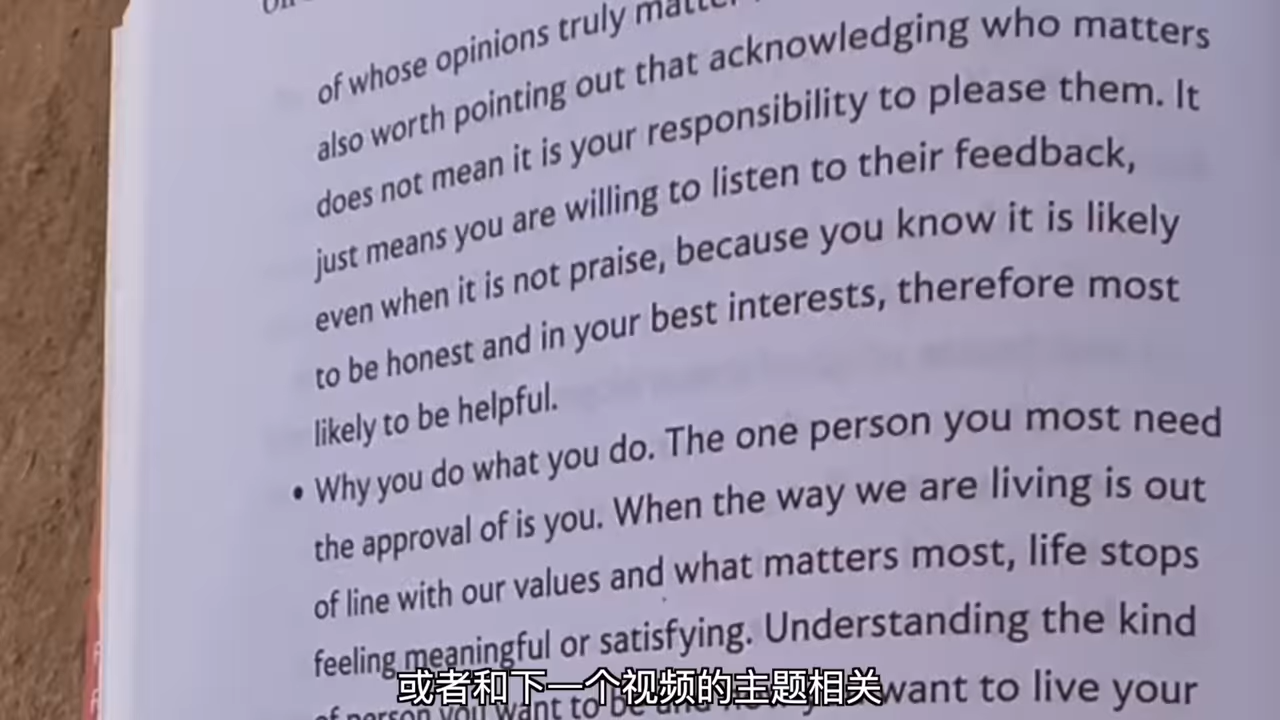 of whose opinions truly
also worth pointing out that acknowledging who matters
does not mean it is your responsibility to please them. It
just means you are willing to listen to their feedback,
even when it is not praise, because you know it is likely
to be honest and in your best interests, therefore most
likely to be helpful.
• Why you do what you do. The one person you most need
the approval of is you. When the way we are living is out
of line with our values and what matters most, life stops
feeling meaningful or satisfying. Understanding the kind
of person you want to be want to live your
或者和下一个视频的主题相关